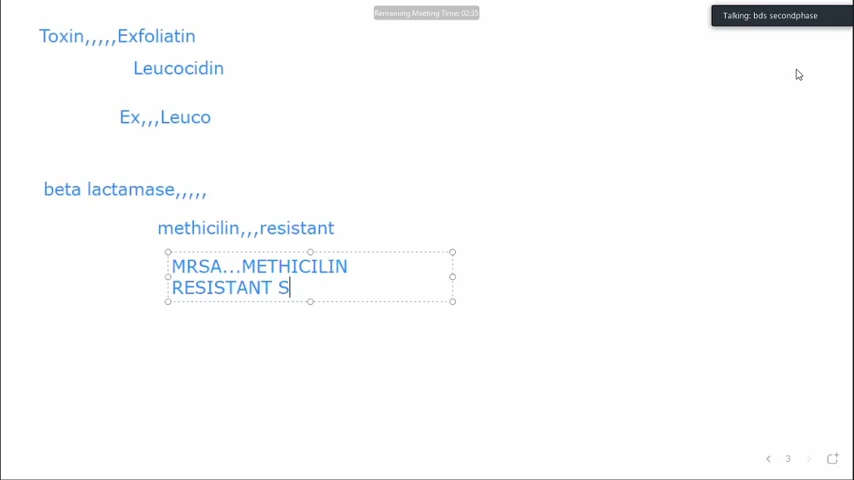 Remaining Meeting Time: 02:35
Talking: bds secondphase
Toxin,,,,,Exfoliatin
Leucocidin
Ex,,,Leuco
beta lactamase,,,,,
methicilin,,,resistant
MRSA...METHICILIN
RESISTANT S
3